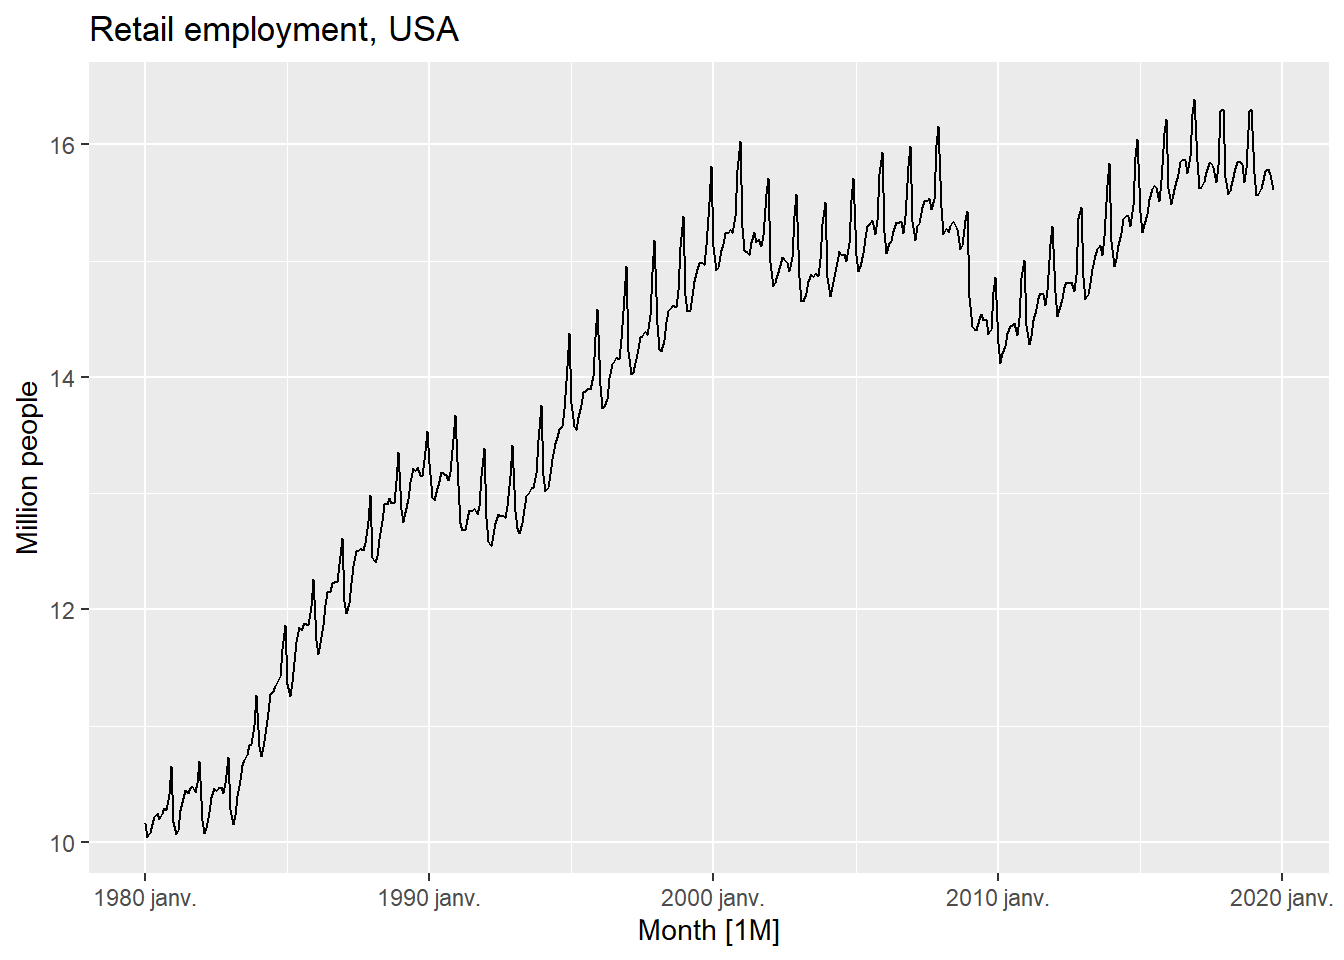 Retail employment, USA
16
14
12
10
Million people
1980 janv.
1990 janv.
2000 janv.
2010 janv.
2020 janv.
Month [1M]